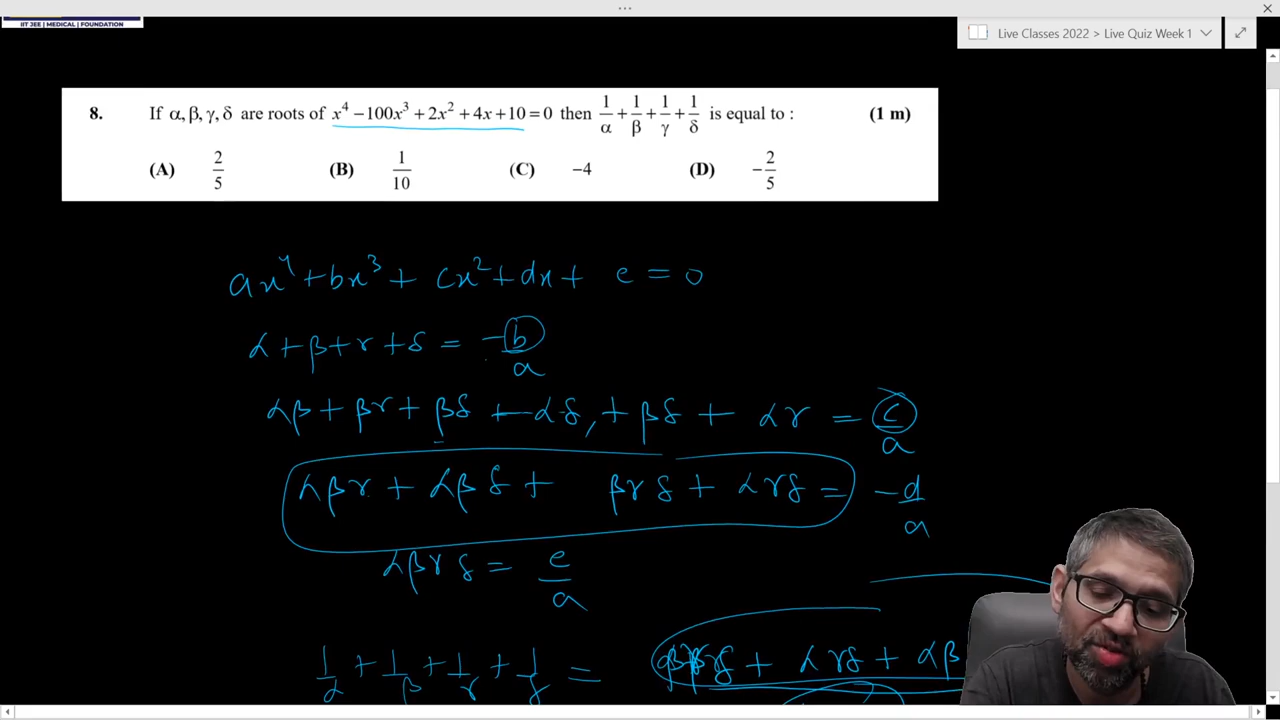 IIT JEE | MEDICAL | FOUNDATION
Live Classes 2022 > Live Quiz Week 1
8. If α, β, γ, δ are roots of x⁴ − 100x³ + 2x² + 4x + 10 = 0 then 1/α + 1/β + 1/γ + 1/δ is equal to : (1 m)
(A) 2/5 (B) 1/10 (C) −4 (D) −2/5
ax⁴ + bx³ + cx² + dx + e = 0
α + β + γ + δ = −b/a
αβ + βγ + βδ + αδ, + βδ + αγ = c/a
αβγ + αβδ + βγδ + αγδ = −d/a
αβγδ = e/a
1/α + 1/β + 1/γ + 1/δ = βγδ + αγδ + αβ